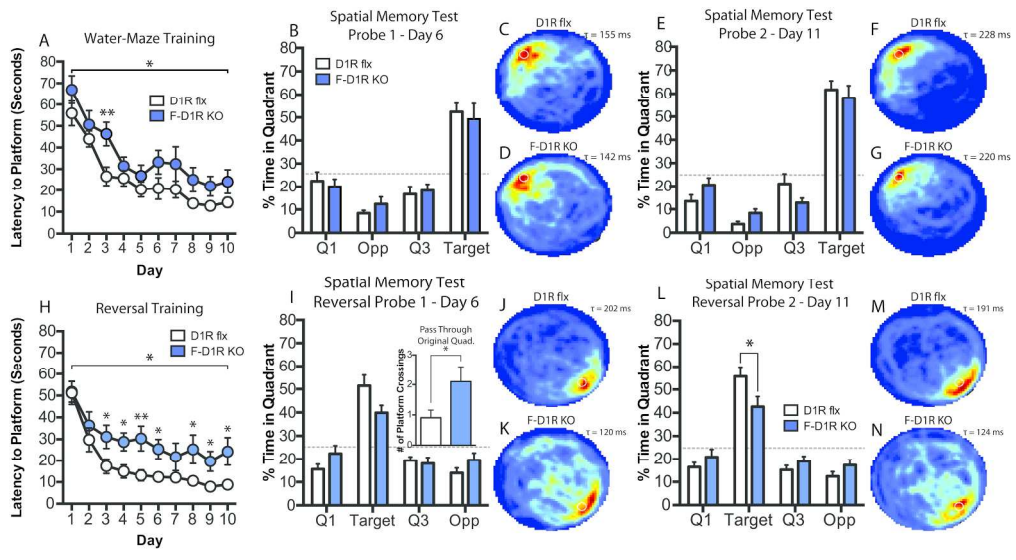 A
Water-Maze Training
*
**
D1R flx
F-D1R KO
Latency to Platform (Seconds)
80
70
60
50
40
30
20
10
0
1 2 3 4 5 6 7 8 9 10
Day
B
Spatial Memory Test
Probe 1 - Day 6
D1R flx
F-D1R KO
% Time in Quadrant
80
70
60
50
40
30
20
10
0
Q1 Opp Q3 Target
C
D1R flx
τ = 155 ms
D
F-D1R KO
τ = 142 ms
E
Spatial Memory Test
Probe 2 - Day 11
% Time in Quadrant
80
70
60
50
40
30
20
10
0
Q1 Opp Q3 Target
F
D1R flx
τ = 228 ms
G
F-D1R KO
τ = 220 ms
H
Reversal Training
D1R flx
F-D1R KO
*
* * ** * * * *
Latency to Platform (Seconds)
80
70
60
50
40
30
20
10
0
1 2 3 4 5 6 7 8 9 10
Day
I
Spatial Memory Test
Reversal Probe 1 - Day 6
% Time in Quadrant
80
70
60
50
40
30
20
10
0
Q1 Target Q3 Opp
Pass Through
Original Quad.
*
# of Platform Crossings
3
2
1
0
J
D1R flx
τ = 202 ms
K
F-D1R KO
τ = 120 ms
L
Spatial Memory Test
Reversal Probe 2 - Day 11
*
D1R flx
F-D1R KO
% Time in Quadrant
80
70
60
50
40
30
20
10
0
Q1 Target Q3 Opp
M
D1R flx
τ = 191 ms
N
F-D1R KO
τ = 124 ms